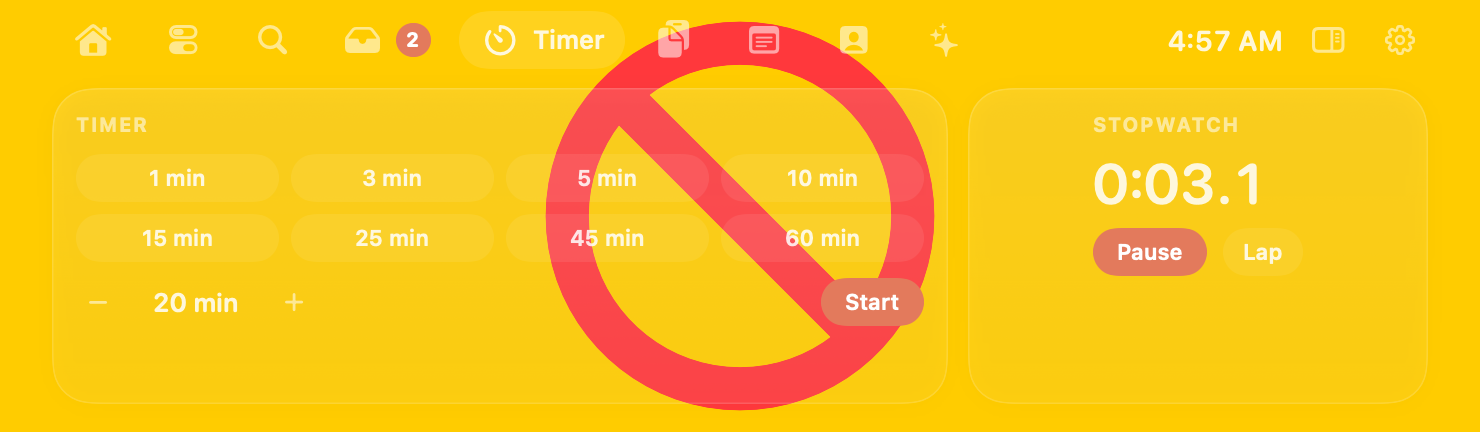 2 Timer 4:57 AM
TIMER
1 min 3 min 5 min 10 min
15 min 25 min 45 min 60 min
− 20 min + Start
STOPWATCH
0:03.1
Pause Lap